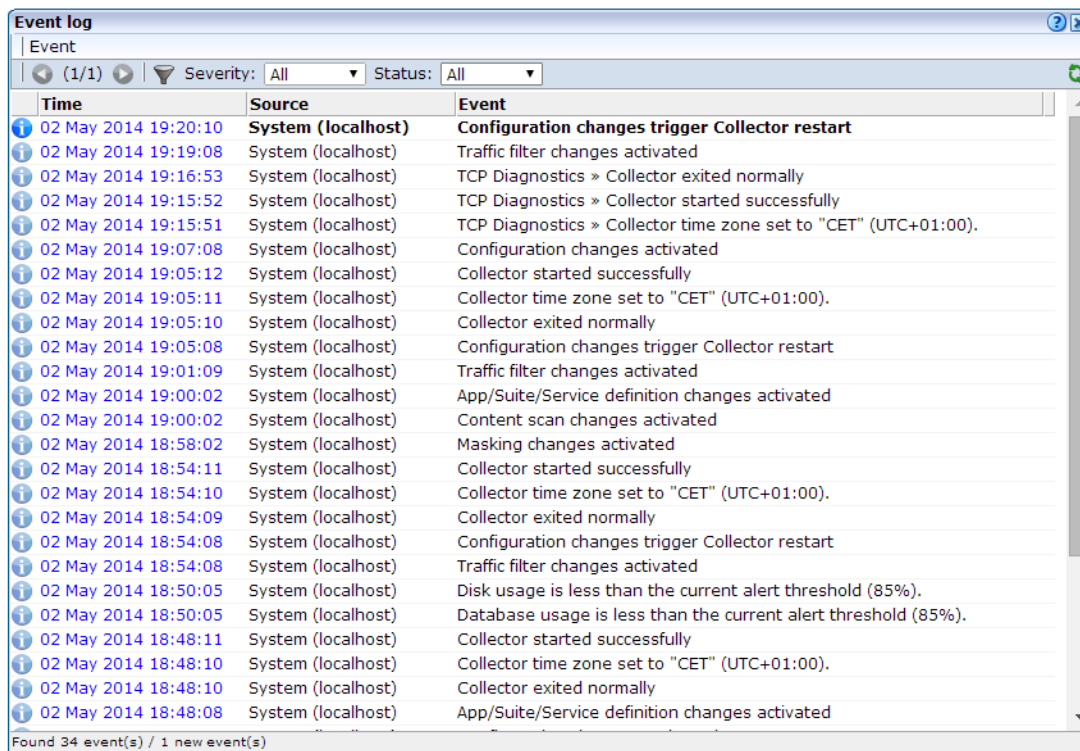 Event log
Event
(1/1) Severity: All Status: All
Time Source Event
02 May 2014 19:20:10 System (localhost) Configuration changes trigger Collector restart
02 May 2014 19:19:08 System (localhost) Traffic filter changes activated
02 May 2014 19:16:53 System (localhost) TCP Diagnostics » Collector exited normally
02 May 2014 19:15:52 System (localhost) TCP Diagnostics » Collector started successfully
02 May 2014 19:15:51 System (localhost) TCP Diagnostics » Collector time zone set to "CET" (UTC+01:00).
02 May 2014 19:07:08 System (localhost) Configuration changes activated
02 May 2014 19:05:12 System (localhost) Collector started successfully
02 May 2014 19:05:11 System (localhost) Collector time zone set to "CET" (UTC+01:00).
02 May 2014 19:05:10 System (localhost) Collector exited normally
02 May 2014 19:05:08 System (localhost) Configuration changes trigger Collector restart
02 May 2014 19:01:09 System (localhost) Traffic filter changes activated
02 May 2014 19:00:02 System (localhost) App/Suite/Service definition changes activated
02 May 2014 19:00:02 System (localhost) Content scan changes activated
02 May 2014 18:58:02 System (localhost) Masking changes activated
02 May 2014 18:54:11 System (localhost) Collector started successfully
02 May 2014 18:54:10 System (localhost) Collector time zone set to "CET" (UTC+01:00).
02 May 2014 18:54:09 System (localhost) Collector exited normally
02 May 2014 18:54:08 System (localhost) Configuration changes trigger Collector restart
02 May 2014 18:54:08 System (localhost) Traffic filter changes activated
02 May 2014 18:50:05 System (localhost) Disk usage is less than the current alert threshold (85%).
02 May 2014 18:50:05 System (localhost) Database usage is less than the current alert threshold (85%).
02 May 2014 18:48:11 System (localhost) Collector started successfully
02 May 2014 18:48:10 System (localhost) Collector time zone set to "CET" (UTC+01:00).
02 May 2014 18:48:10 System (localhost) Collector exited normally
02 May 2014 18:48:08 System (localhost) App/Suite/Service definition changes activated
Found 34 event(s) / 1 new event(s)